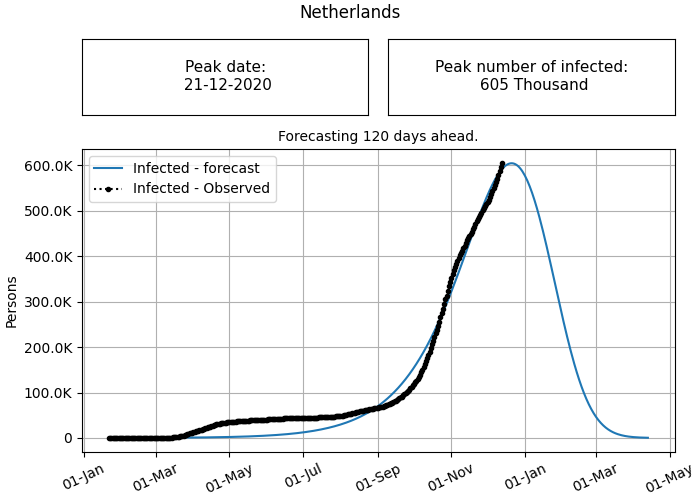 Netherlands
Peak date:
21-12-2020
Peak number of infected:
605 Thousand
Forecasting 120 days ahead.
Infected - forecast
Infected - Observed
600.0K
500.0K
400.0K
300.0K
200.0K
100.0K
0
Persons
01-Jan
01-Mar
01-May
01-Jul
01-Sep
01-Nov
01-Jan
01-Mar
01-May